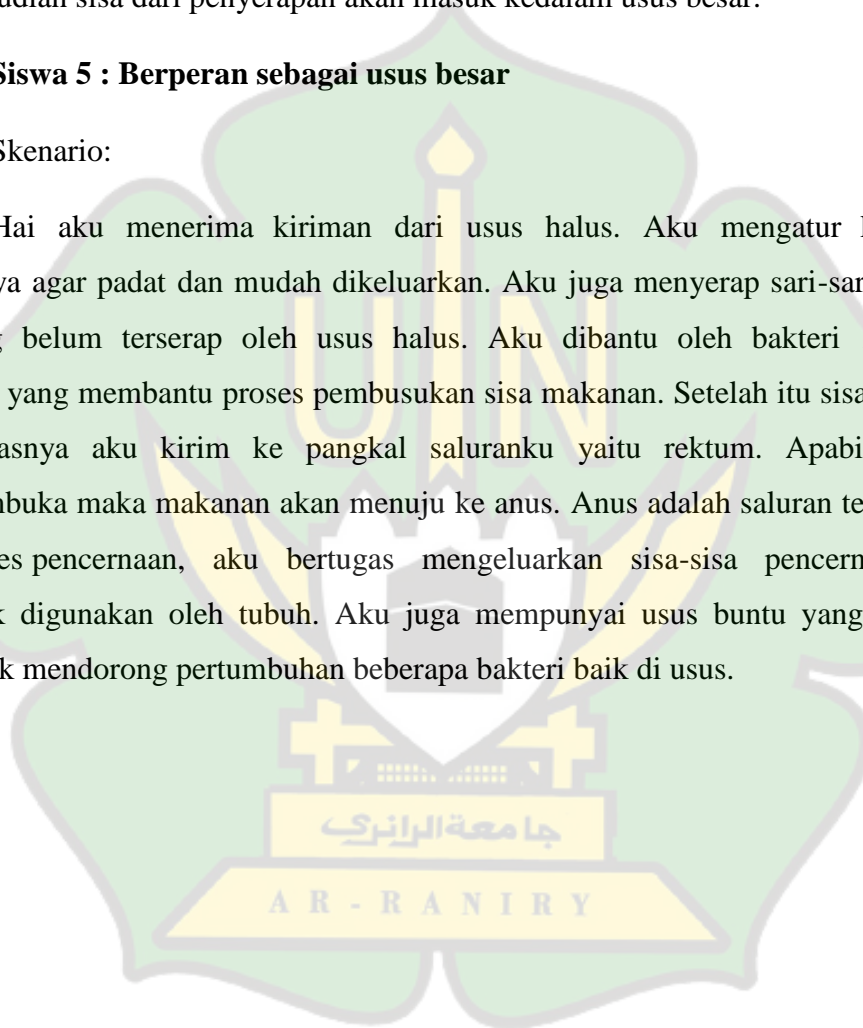 dian sisa dari penyerapan akan masuk kedalam usus besar.
Siswa 5 : Berperan sebagai usus besar
Skenario:
Hai aku menerima kiriman dari usus halus. Aku mengatur
agar padat dan mudah dikeluarkan. Aku juga menyerap sari-sar
belum terserap oleh usus halus. Aku dibantu oleh bakteri
yang membantu proses pembusukan sisa makanan. Setelah itu sisa
asnya aku kirim ke pangkal saluranku yaitu rektum. Apabi
buka maka makanan akan menuju ke anus. Anus adalah saluran te
es pencernaan, aku bertugas mengeluarkan sisa-sisa pencern
digunakan oleh tubuh. Aku juga mempunyai usus buntu yang
k mendorong pertumbuhan beberapa bakteri baik di usus.
UIN
جامعة الرانري
AR-RANIRY